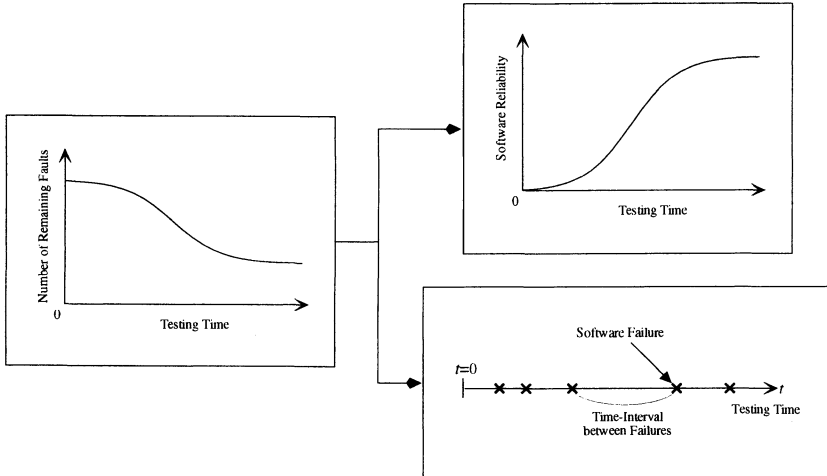 Number of Remaining Faults
0
Testing Time
Software Reliability
0
Testing Time
Software Failure
t=0
t
Testing Time
Time-Interval
between Failures